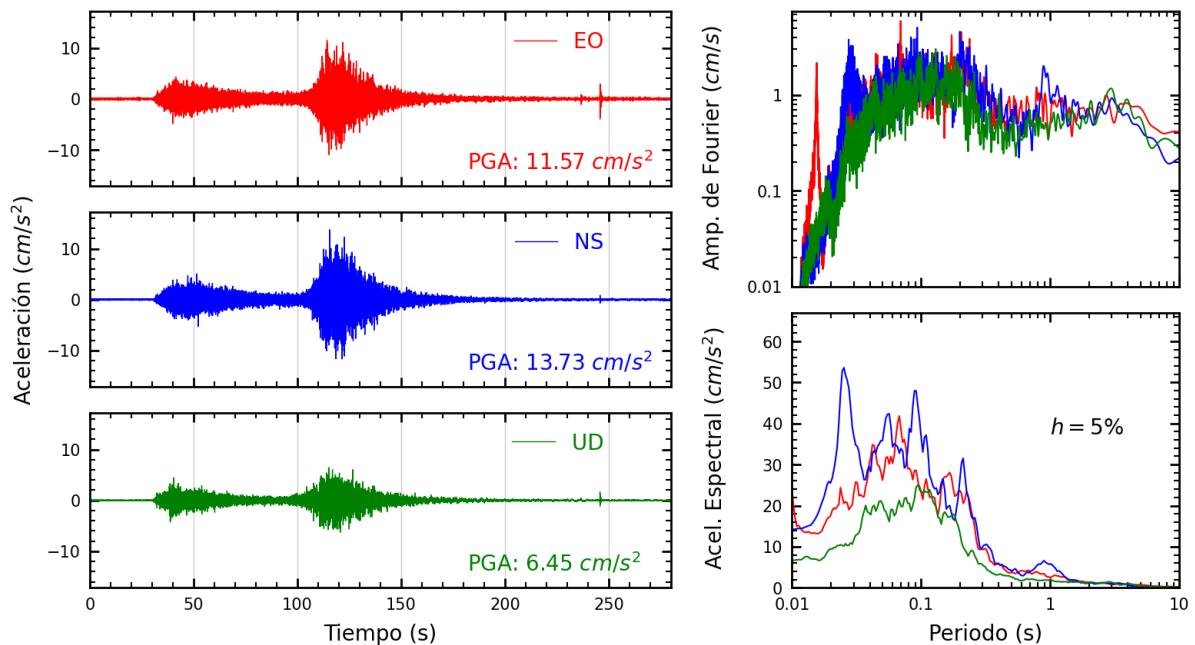 Aceleración (cm/s²)
10
0
−10
EO
PGA: 11.57 cm/s²
10
0
−10
NS
PGA: 13.73 cm/s²
10
0
−10
UD
PGA: 6.45 cm/s²
0 50 100 150 200 250
Tiempo (s)
Amp. de Fourier (cm/s)
1
0.1
0.01
Acel. Espectral (cm/s²)
60
50
40
30
20
10
0
h = 5%
0.01 0.1 1 10
Periodo (s)